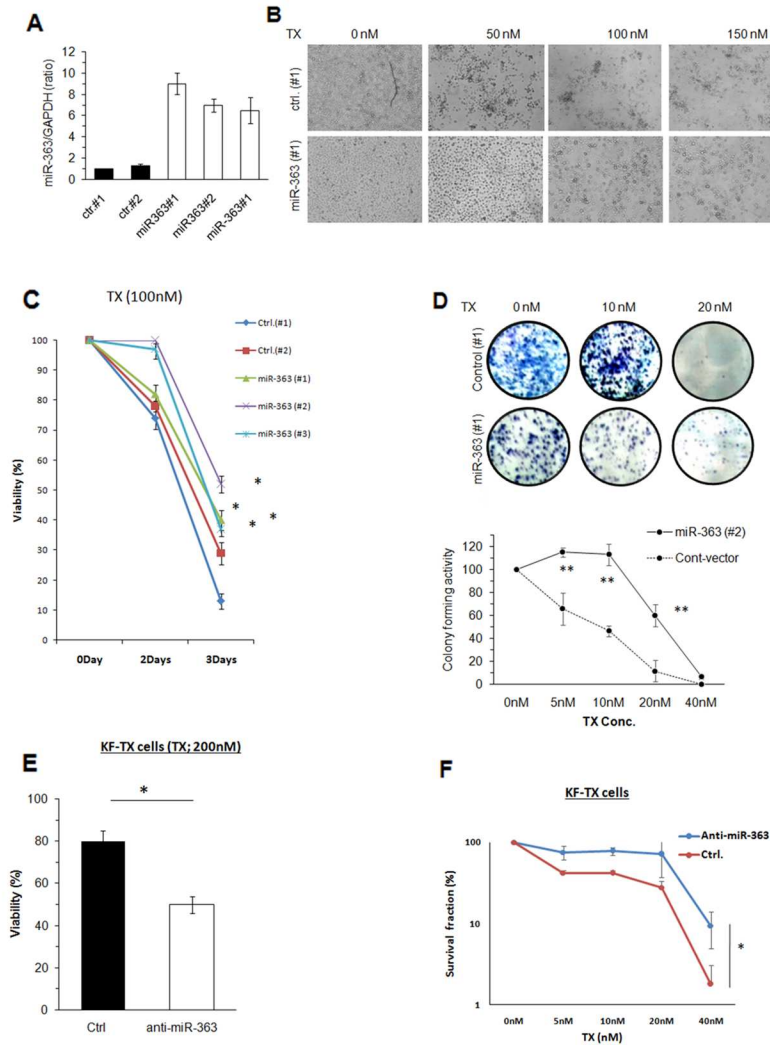 A
miR-363/GAPDH (ratio)
12
10
8
6
4
2
0
ctr.#1
ctr.#2
miR363#1
miR363#2
miR-363#1
B
TX
0 nM
50 nM
100 nM
150 nM
ctrl. (#1)
miR-363 (#1)
C
TX (100nM)
Viability (%)
100
90
80
70
60
50
40
30
20
10
0
0Day
2Days
3Days
Ctrl.(#1)
Ctrl.(#2)
miR-363 (#1)
miR-363 (#2)
miR-363 (#3)
*
*
*
*
D
TX
0 nM
10 nM
20 nM
Control (#1)
miR-363 (#1)
Colony forming activity
120
100
80
60
40
20
0
miR-363 (#2)
Cont-vector
**
**
**
0nM
5nM
10nM
20nM
40nM
TX Conc.
E
KF-TX cells (TX; 200nM)
Viability (%)
100
80
60
40
20
0
*
Ctrl
anti-miR-363
F
KF-TX cells
Anti-miR-363
Ctrl.
Survival fraction (%)
100
10
1
*
0nM
5nM
10nM
20nM
40nM
TX (nM)